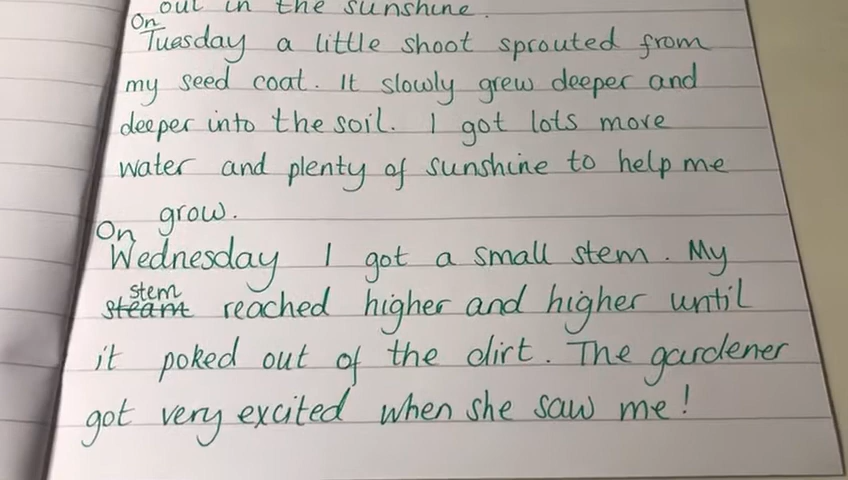 out in the sunshine.
On
Tuesday a little shoot sprouted from
my seed coat. It slowly grew deeper and
deeper into the soil. I got lots more
water and plenty of sunshine to help me
grow.
On
Wednesday I got a small stem. My
stem
steam reached higher and higher until
it poked out of the dirt. The gardener
got very excited when she saw me!